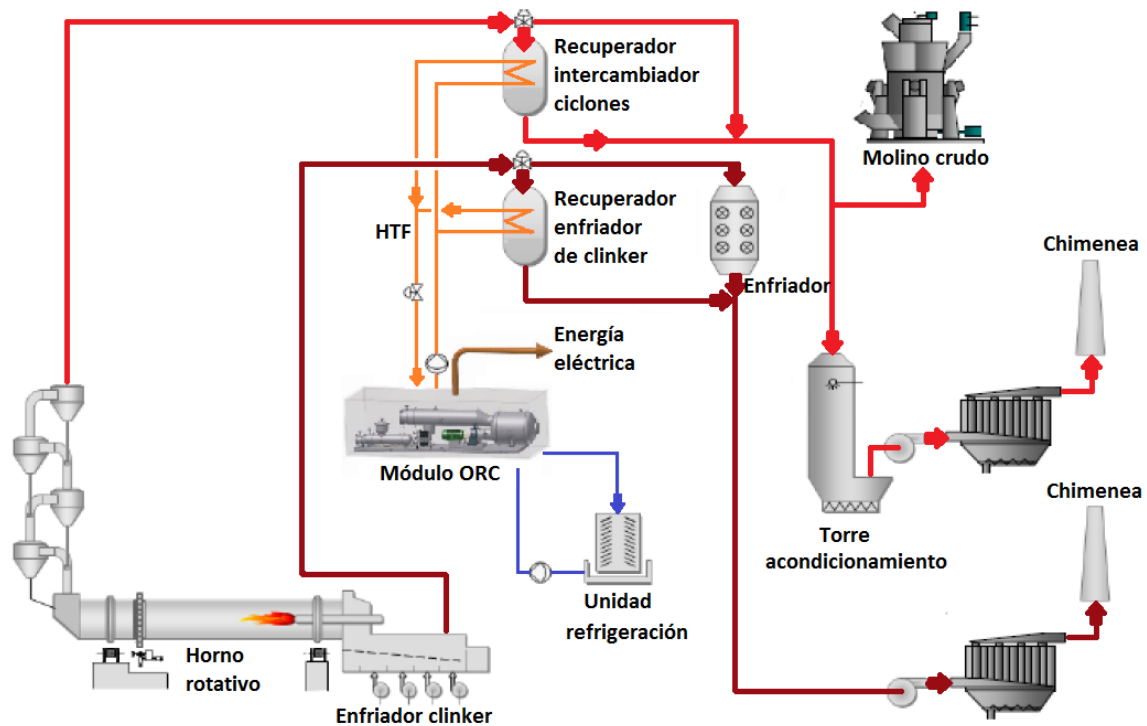 Recuperador
intercambiador
ciclones
Molino crudo
Recuperador
enfriador
de clinker
HTF
Enfriador
Chimenea
Energía
eléctrica
Módulo ORC
Chimenea
Torre
acondicionamiento
Unidad
refrigeración
Horno
rotativo
Enfriador clinker